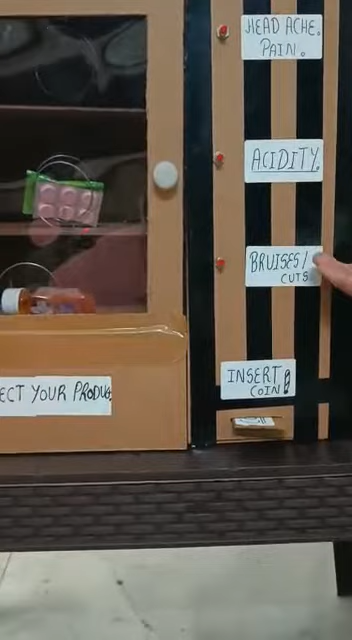 HEAD ACHE.
PAIN.
ACIDITY.
BRUISES/
CUTS
INSERT
COIN
ECT YOUR PRODU